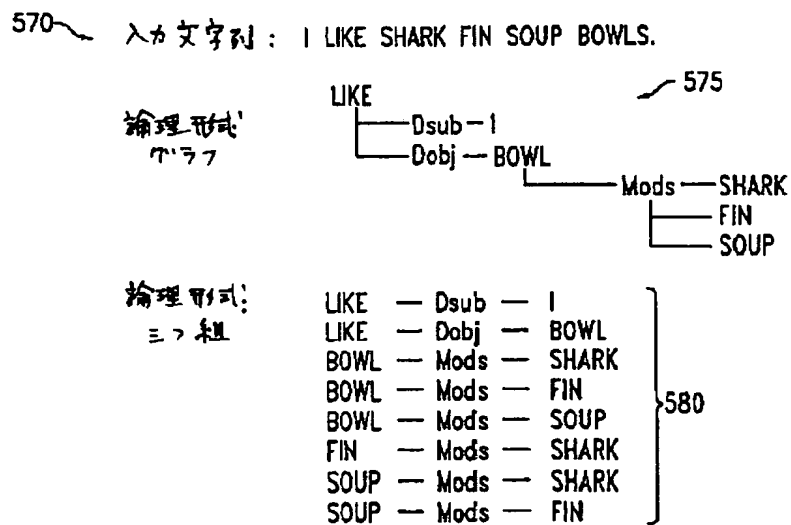 570 入力文字列: I LIKE SHARK FIN SOUP BOWLS.
575
LIKE
論理形式
グラフ
Dsub I
Dobj BOWL
Mods SHARK
FIN
SOUP
論理形式:
三つ組
LIKE — Dsub — I
LIKE — Dobj — BOWL
BOWL — Mods — SHARK
BOWL — Mods — FIN
BOWL — Mods — SOUP
FIN — Mods — SHARK
SOUP — Mods — SHARK
SOUP — Mods — FIN
580